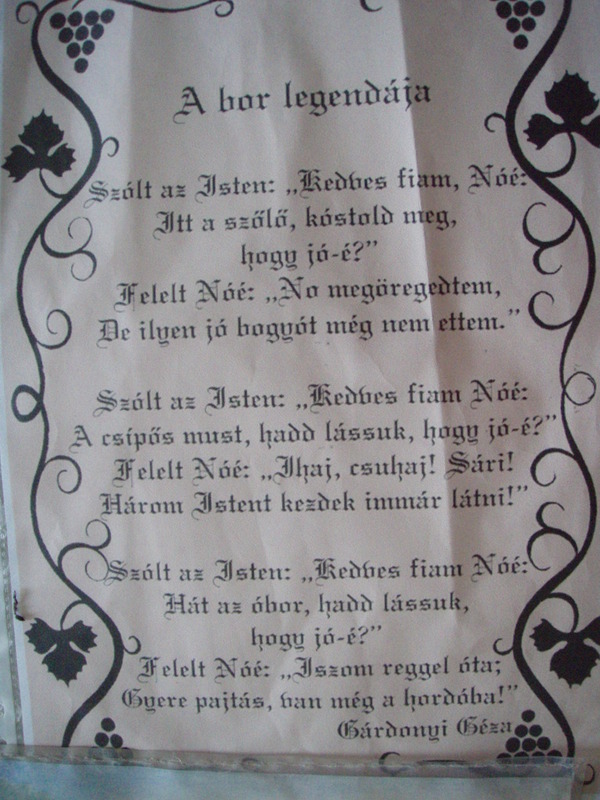 A bor legendája
Szólt az Isten: „Kedves fiam, Nóé:
Itt a szőlő, kóstold meg,
hogy jó-é?”
Felelt Nóé: „No megöregedtem,
De ilyen jó bogyót még nem ettem.”
Szólt az Isten: „Kedves fiam Nóé:
A csípős must, hadd lássuk, hogy jó-é?”
Felelt Nóé: „Ihaj, csuhaj! Sári!
Három Istent kezdek immár látni!”
Szólt az Isten: „Kedves fiam Nóé:
Hát az óbor, hadd lássuk,
hogy jó-é?”
Felelt Nóé: „Iszom reggel óta;
Gyere pajtás, van még a hordóba!”
Gárdonyi Géza